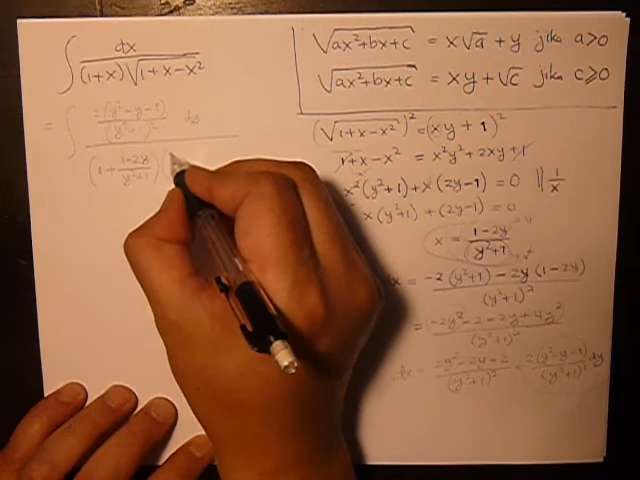 ∫ dx / ((1+x)√(1+x-x²))
= ∫ (2(y²-y-1) / (y²+1)²) dy / (1 + (1-2y)/(y²+1))
√(ax²+bx+c) = x√a + y jika a>0
√(ax²+bx+c) = xy+√c jika c≥0
(√(1+x-x²))² = (xy+1)²
1+x-x² = x²y²+2xy+1
x²(y²+1)+x(2y-1) = 0 || 1/x
x(y²+1) + (2y-1) = 0
x = (1-2y)/(y²+1)
dx = (-2(y²+1) - 2y(1-2y)) / (y²+1)²
= (-2y²-2-2y+4y²) / (y²+1)²
dx = (2y²-2y-2)/(y²+1)² = 2(y²-y-1)/(y²+1)² dy